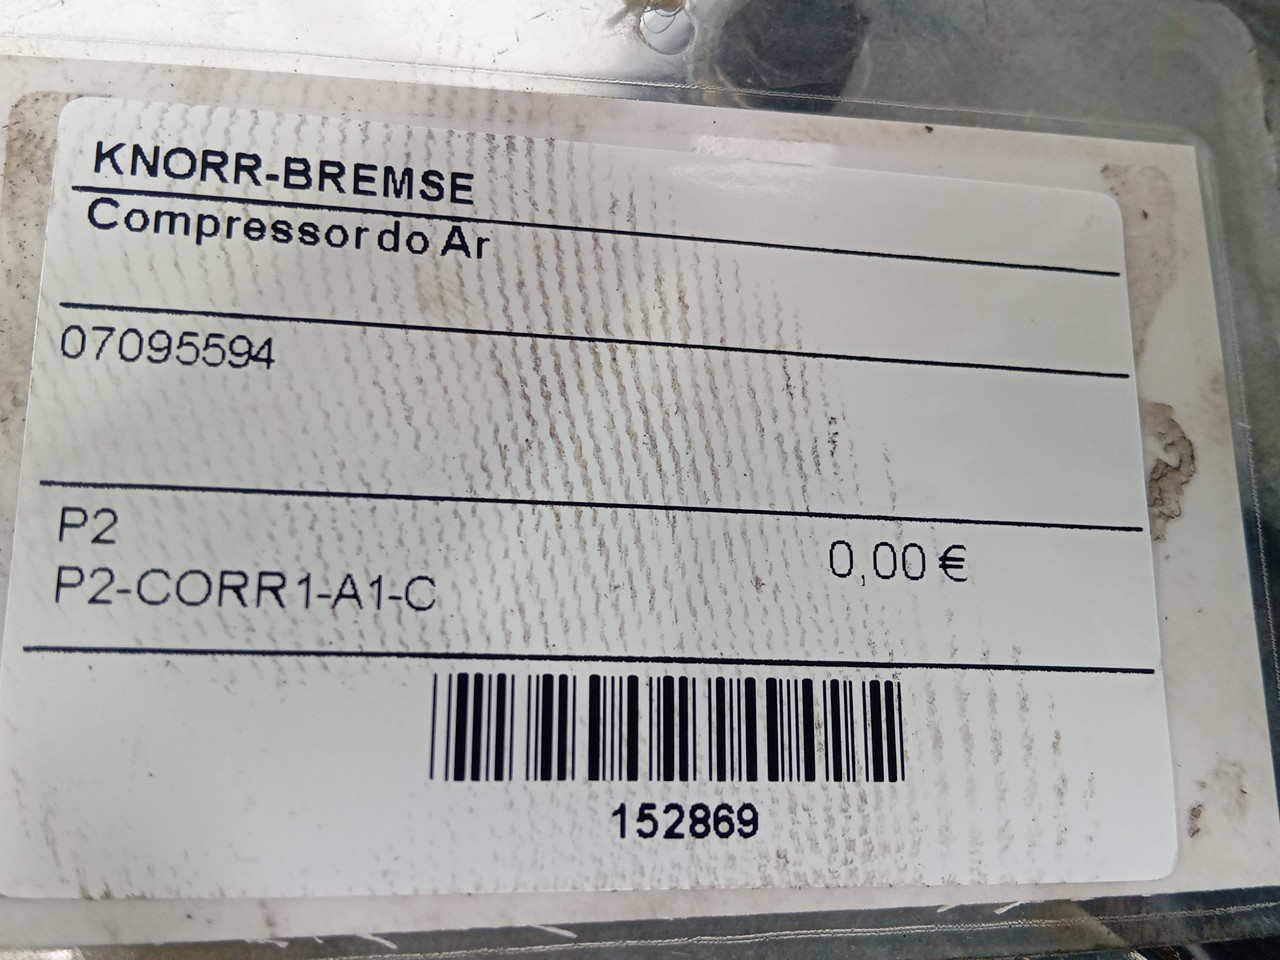 KNORR-BREMSE
Compressor do Ar
07095594
P2
0,00 €
P2-CORR1-A1-C
152869